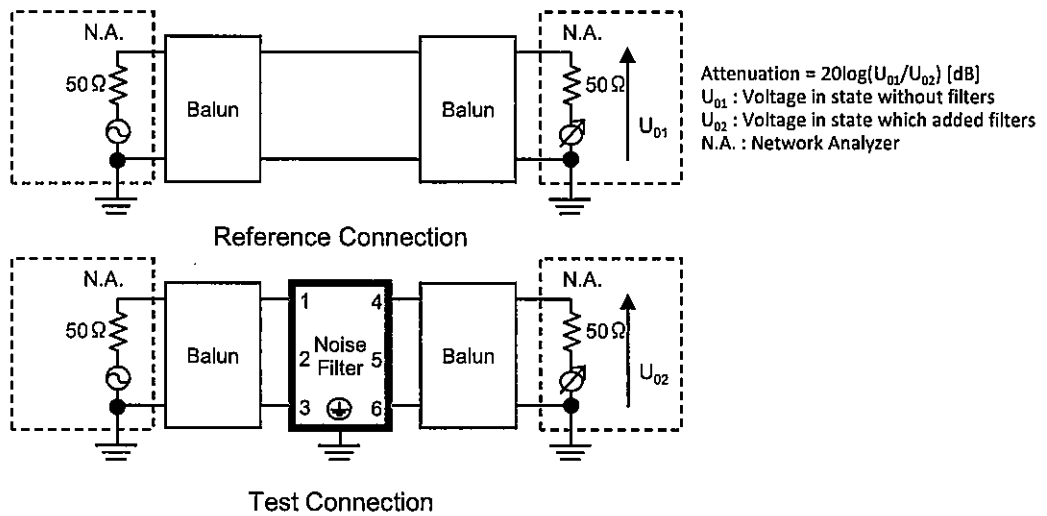 N.A.
50Ω
Balun
Balun
N.A.
50Ω
U01
Attenuation = 20log(U01/U02) [dB]
U01 : Voltage in state without filters
U02 : Voltage in state which added filters
N.A. : Network Analyzer
Reference Connection
N.A.
50Ω
Balun
1 4
2 Noise Filter 5
3 6
Balun
N.A.
50Ω
U02
Test Connection